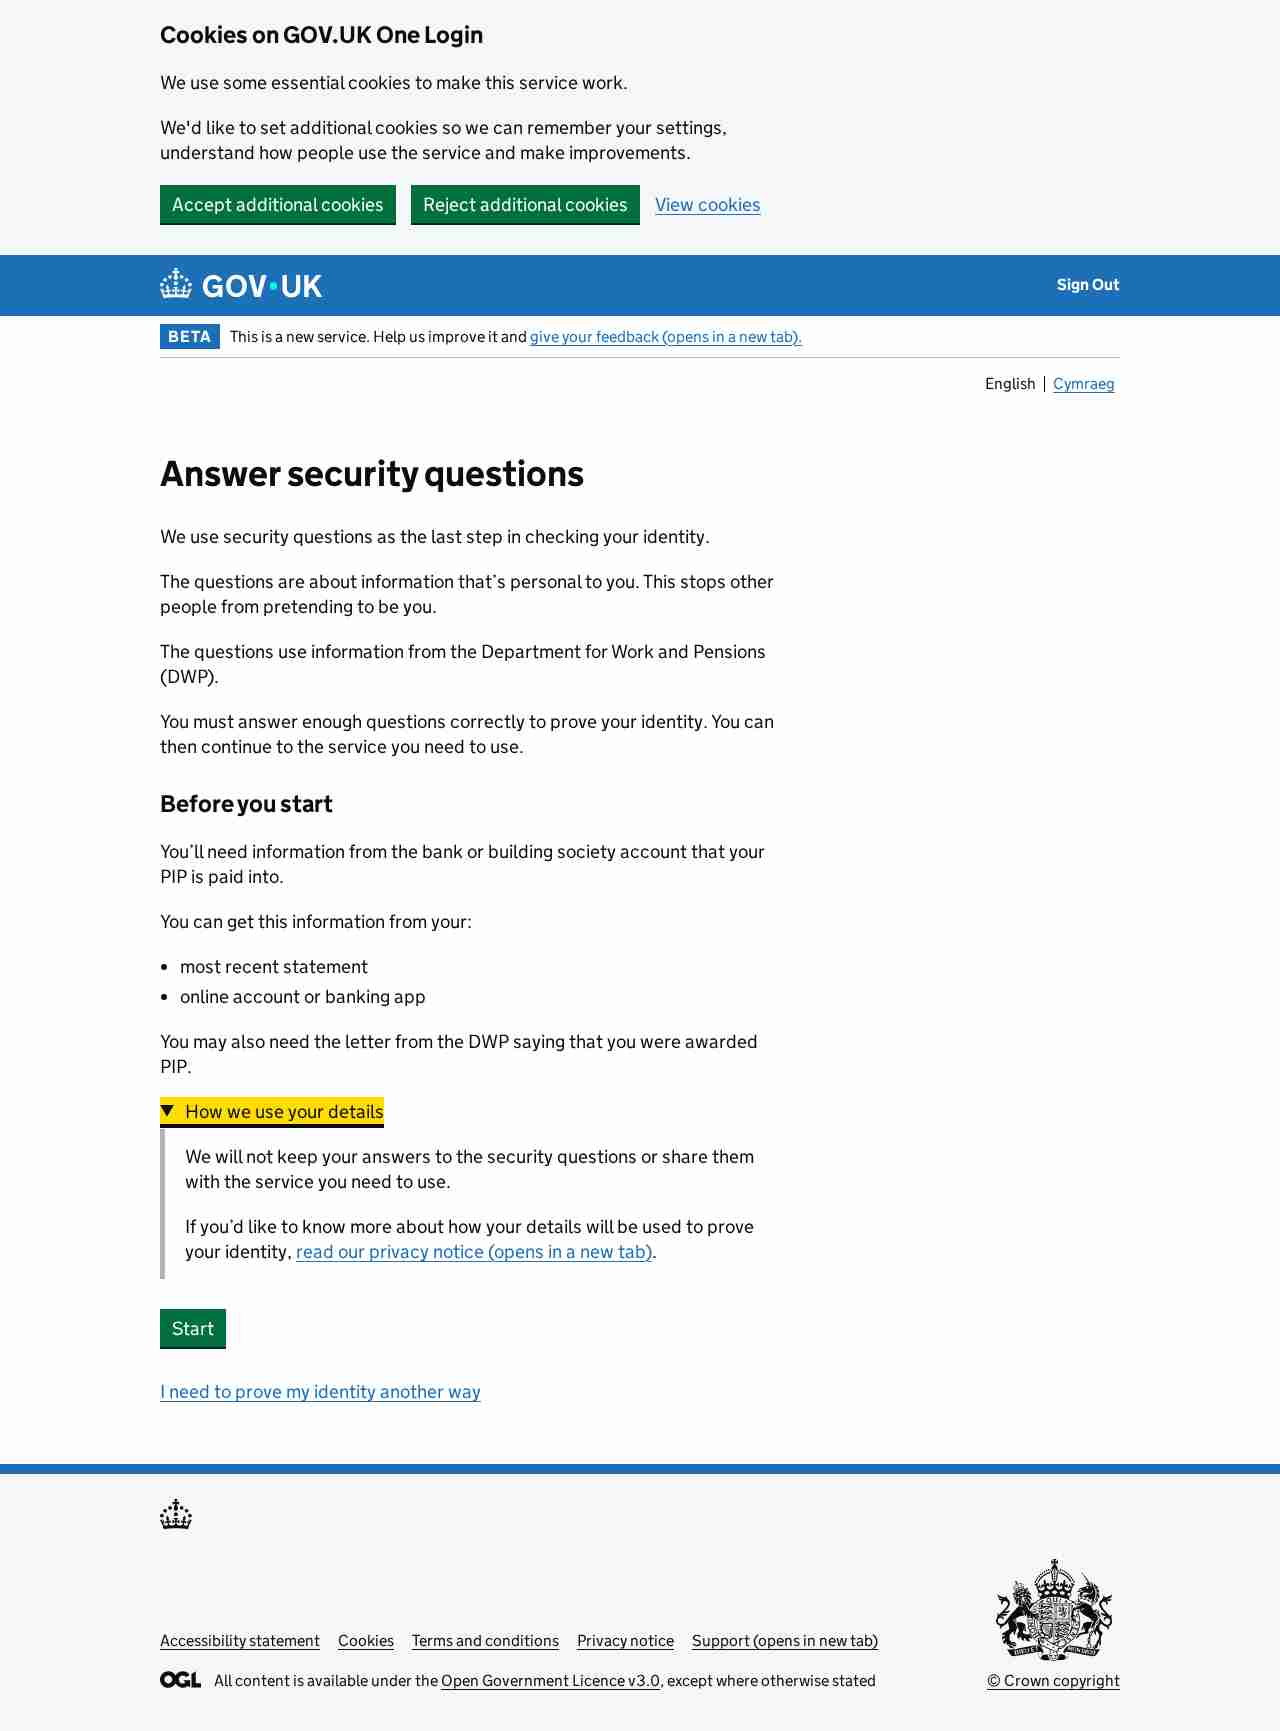 Cookies on GOV.UK One Login
We use some essential cookies to make this service work.
We'd like to set additional cookies so we can remember your settings,
understand how people use the service and make improvements.
Accept additional cookies Reject additional cookies View cookies
GOV·UK Sign Out
BETA This is a new service. Help us improve it and give your feedback (opens in a new tab).
English Cymraeg
Answer security questions
We use security questions as the last step in checking your identity.
The questions are about information that’s personal to you. This stops other
people from pretending to be you.
The questions use information from the Department for Work and Pensions
(DWP).
You must answer enough questions correctly to prove your identity. You can
then continue to the service you need to use.
Before you start
You’ll need information from the bank or building society account that your
PIP is paid into.
You can get this information from your:
• most recent statement
• online account or banking app
You may also need the letter from the DWP saying that you were awarded
PIP.
▼ How we use your details
We will not keep your answers to the security questions or share them
with the service you need to use.
If you’d like to know more about how your details will be used to prove
your identity, read our privacy notice (opens in a new tab).
Start
I need to prove my identity another way
Accessibility statement Cookies Terms and conditions Privacy notice Support (opens in new tab)
OGL All content is available under the Open Government Licence v3.0, except where otherwise stated
© Crown copyright